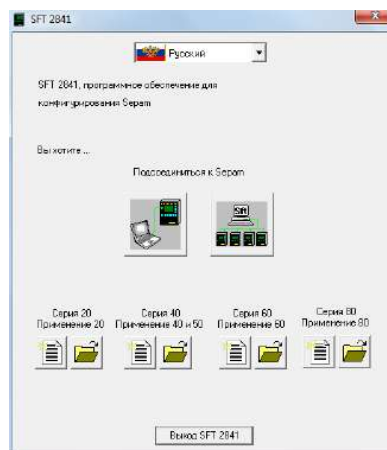 SFT 2841
Русский
SFT 2841, программное обеспечение для
конфигурирования Sepam
Вы хотите ...
Подсоединиться к Sepam
Серия 20
Применение 20
Серия 40
Применение 40 и 50
Серия 60
Применение 60
Серия 80
Применение 80
Выход SFT 2841